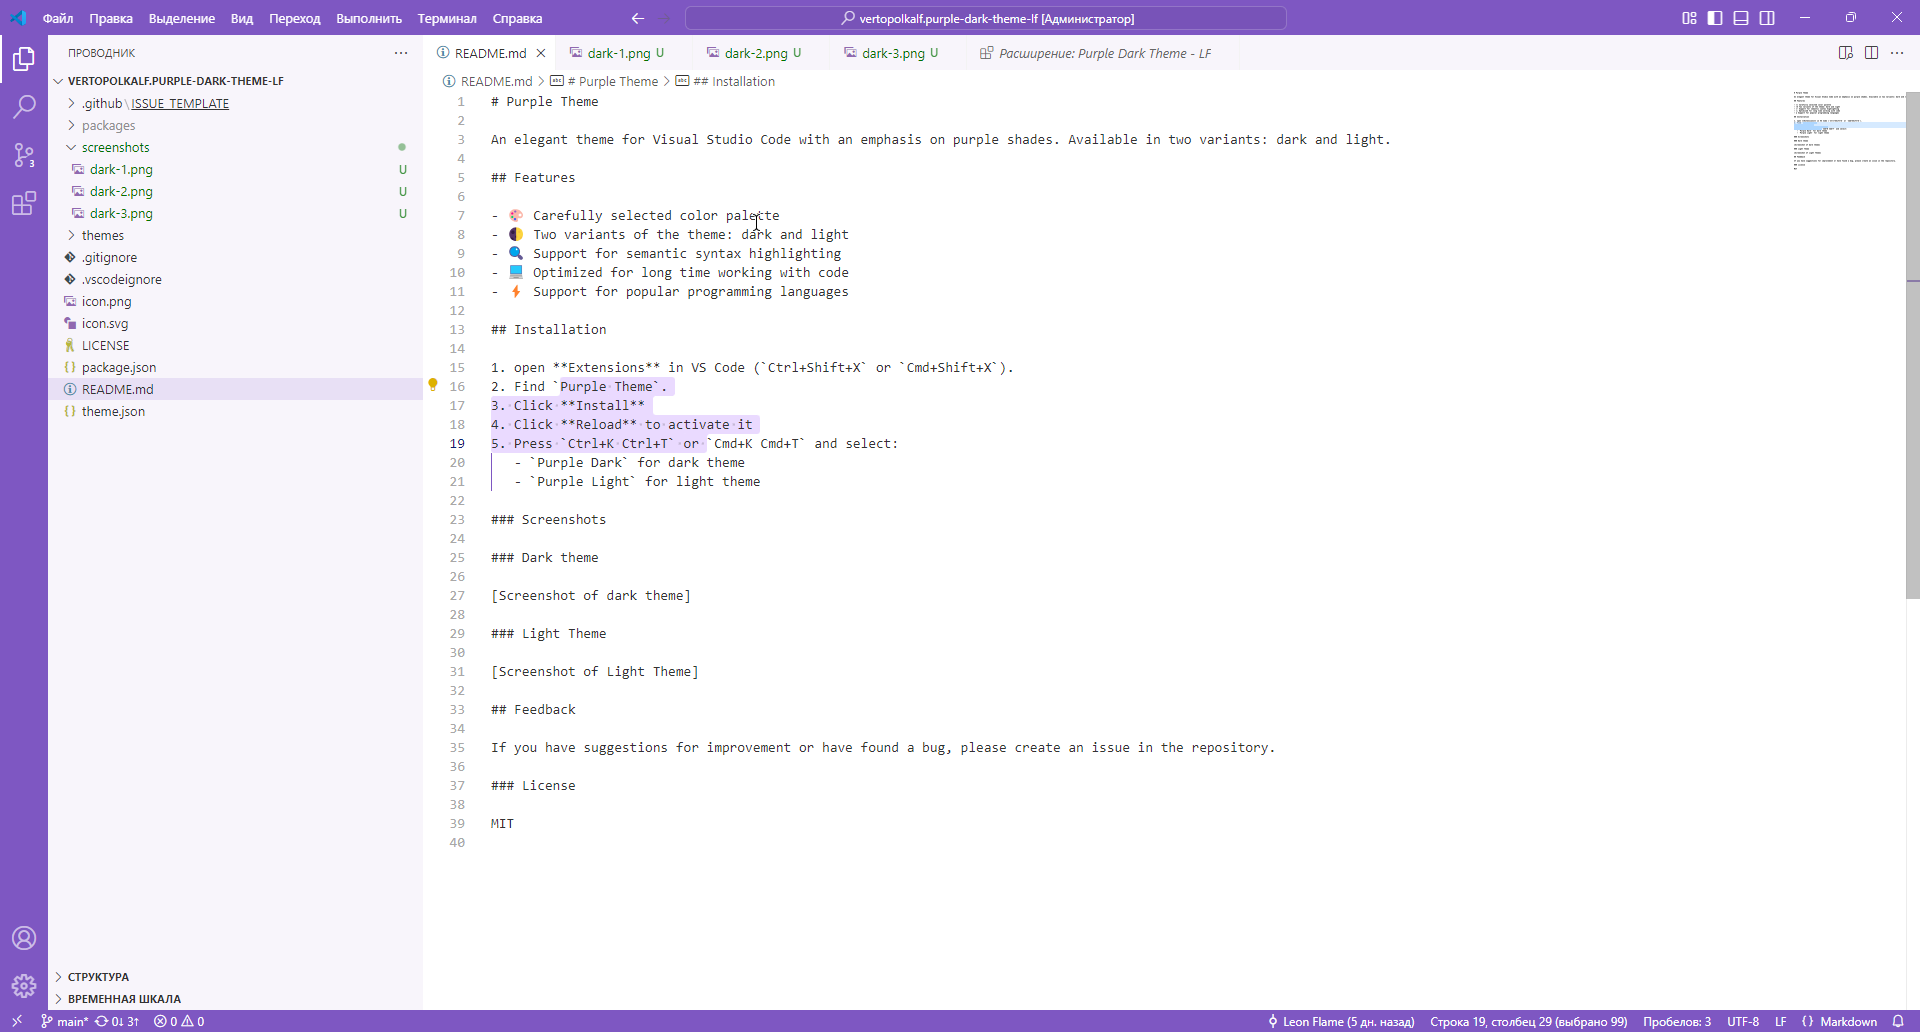 Файл Правка Выделение Вид Переход Выполнить Терминал Справка
vertopolkalf.purple-dark-theme-lf [Администратор]
ПРОВОДНИК
VERTOPOLKALF.PURPLE-DARK-THEME-LF
.github\ISSUE_TEMPLATE
packages
screenshots
dark-1.png U
dark-2.png U
dark-3.png U
themes
.gitignore
.vscodeignore
icon.png
icon.svg
LICENSE
package.json
README.md
theme.json
СТРУКТУРА
ВРЕМЕННАЯ ШКАЛА
3
README.md dark-1.png U dark-2.png U dark-3.png U Расширение: Purple Dark Theme - LF
README.md > # Purple Theme > ## Installation
1 # Purple Theme
2
3 An elegant theme for Visual Studio Code with an emphasis on purple shades. Available in two variants: dark and light.
4
5 ## Features
6
7 - 🎨 Carefully selected color palette
8 - 🌓 Two variants of the theme: dark and light
9 - 🔍 Support for semantic syntax highlighting
10 - 💻 Optimized for long time working with code
11 - ⚡ Support for popular programming languages
12
13 ## Installation
14
15 1. open **Extensions** in VS Code (`Ctrl+Shift+X` or `Cmd+Shift+X`).
16 2. Find `Purple Theme`.
17 3. Click **Install**
18 4. Click **Reload** to activate it
19 5. Press `Ctrl+K Ctrl+T` or `Cmd+K Cmd+T` and select:
20 - `Purple Dark` for dark theme
21 - `Purple Light` for light theme
22
23 ### Screenshots
24
25 ### Dark theme
26
27 [Screenshot of dark theme]
28
29 ### Light Theme
30
31 [Screenshot of Light Theme]
32
33 ## Feedback
34
35 If you have suggestions for improvement or have found a bug, please create an issue in the repository.
36
37 ### License
38
39 MIT
40
main* 0↓ 3↑ 0 0 Leon Flame (5 дн. назад) Строка 19, столбец 29 (выбрано 99) Пробелов: 3 UTF-8 LF {} Markdown